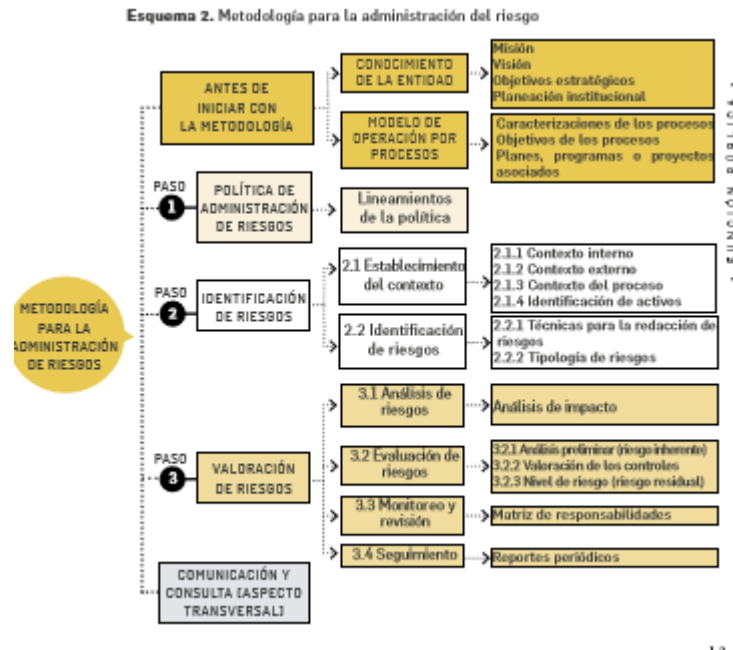 Esquema 2. Metodología para la administración del riesgo
METODOLOGÍA
PARA LA
ADMINISTRACIÓN
DE RIESGOS
ANTES DE
INICIAR CON
LA METODOLOGÍA
CONOCIMIENTO
DE LA ENTIDAD
Misión
Visión
Objetivos estratégicos
Planeación institucional
MODELO DE
OPERACIÓN POR
PROCESOS
Caracterizaciones de los procesos
Objetivos de los procesos
Planes, programas o proyectos
asociados
PASO
1
POLÍTICA DE
ADMINISTRACIÓN
DE RIESGOS
Lineamientos
de la política
PASO
2
IDENTIFICACIÓN
DE RIESGOS
2.1 Establecimiento
del contexto
2.1.1 Contexto interno
2.1.2 Contexto externo
2.1.3 Contexto del proceso
2.1.4 Identificación de activos
2.2 Identificación
de riesgos
2.2.1 Técnicas para la redacción de
riesgos
2.2.2 Tipología de riesgos
PASO
3
VALORACIÓN
DE RIESGOS
3.1 Análisis de
riesgos
Análisis de impacto
3.2 Evaluación de
riesgos
3.2.1 Análisis preliminar (riesgo inherente)
3.2.2 Valoración de los controles
3.2.3 Nivel de riesgo (riesgo residual)
3.3 Monitoreo y
revisión
Matriz de responsabilidades
3.4 Seguimiento
Reportes periódicos
COMUNICACIÓN Y
CONSULTA (ASPECTO
TRANSVERSAL)